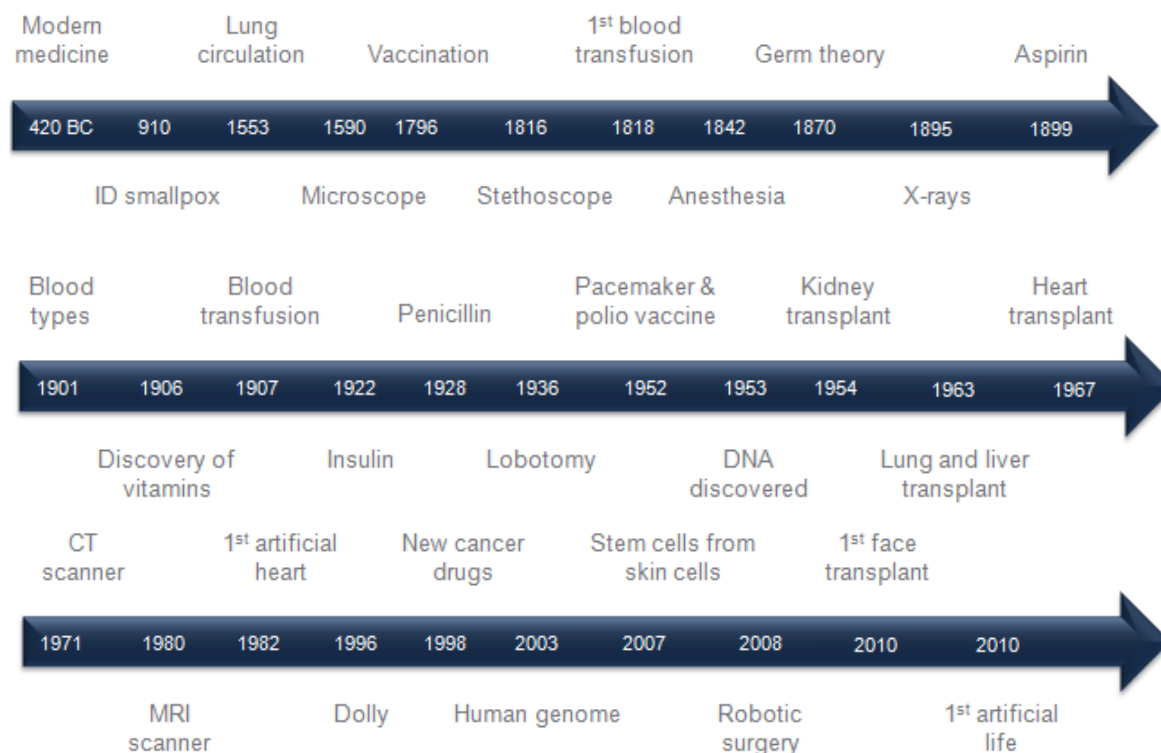 Modern
medicine
Lung
circulation
Vaccination
1st blood
transfusion
Germ theory
Aspirin
420 BC 910 1553 1590 1796 1816 1818 1842 1870 1895 1899
ID smallpox
Microscope
Stethoscope
Anesthesia
X-rays
Blood
types
Blood
transfusion
Penicillin
Pacemaker &
polio vaccine
Kidney
transplant
Heart
transplant
1901 1906 1907 1922 1928 1936 1952 1953 1954 1963 1967
Discovery of
vitamins
Insulin
Lobotomy
DNA
discovered
Lung and liver
transplant
CT
scanner
1st artificial
heart
New cancer
drugs
Stem cells from
skin cells
1st face
transplant
1971 1980 1982 1996 1998 2003 2007 2008 2010 2010
MRI
scanner
Dolly
Human genome
Robotic
surgery
1st artificial
life